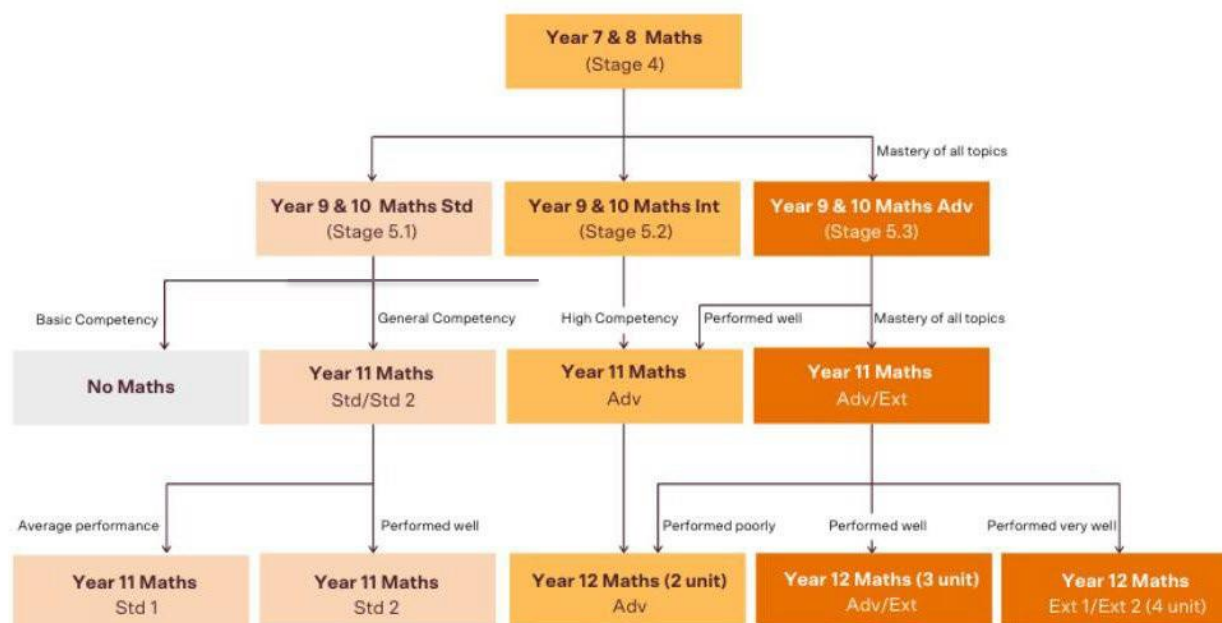 Year 7 & 8 Maths
(Stage 4)
Mastery of all topics
Year 9 & 10 Maths Std
(Stage 5.1)
Year 9 & 10 Maths Int
(Stage 5.2)
Year 9 & 10 Maths Adv
(Stage 5.3)
Basic Competency
General Competency
High Competency
Performed well
Mastery of all topics
No Maths
Year 11 Maths
Std/Std 2
Year 11 Maths
Adv
Year 11 Maths
Adv/Ext
Average performance
Performed well
Performed poorly
Performed well
Performed very well
Year 11 Maths
Std 1
Year 11 Maths
Std 2
Year 12 Maths (2 unit)
Adv
Year 12 Maths (3 unit)
Adv/Ext
Year 12 Maths
Ext 1/Ext 2 (4 unit)